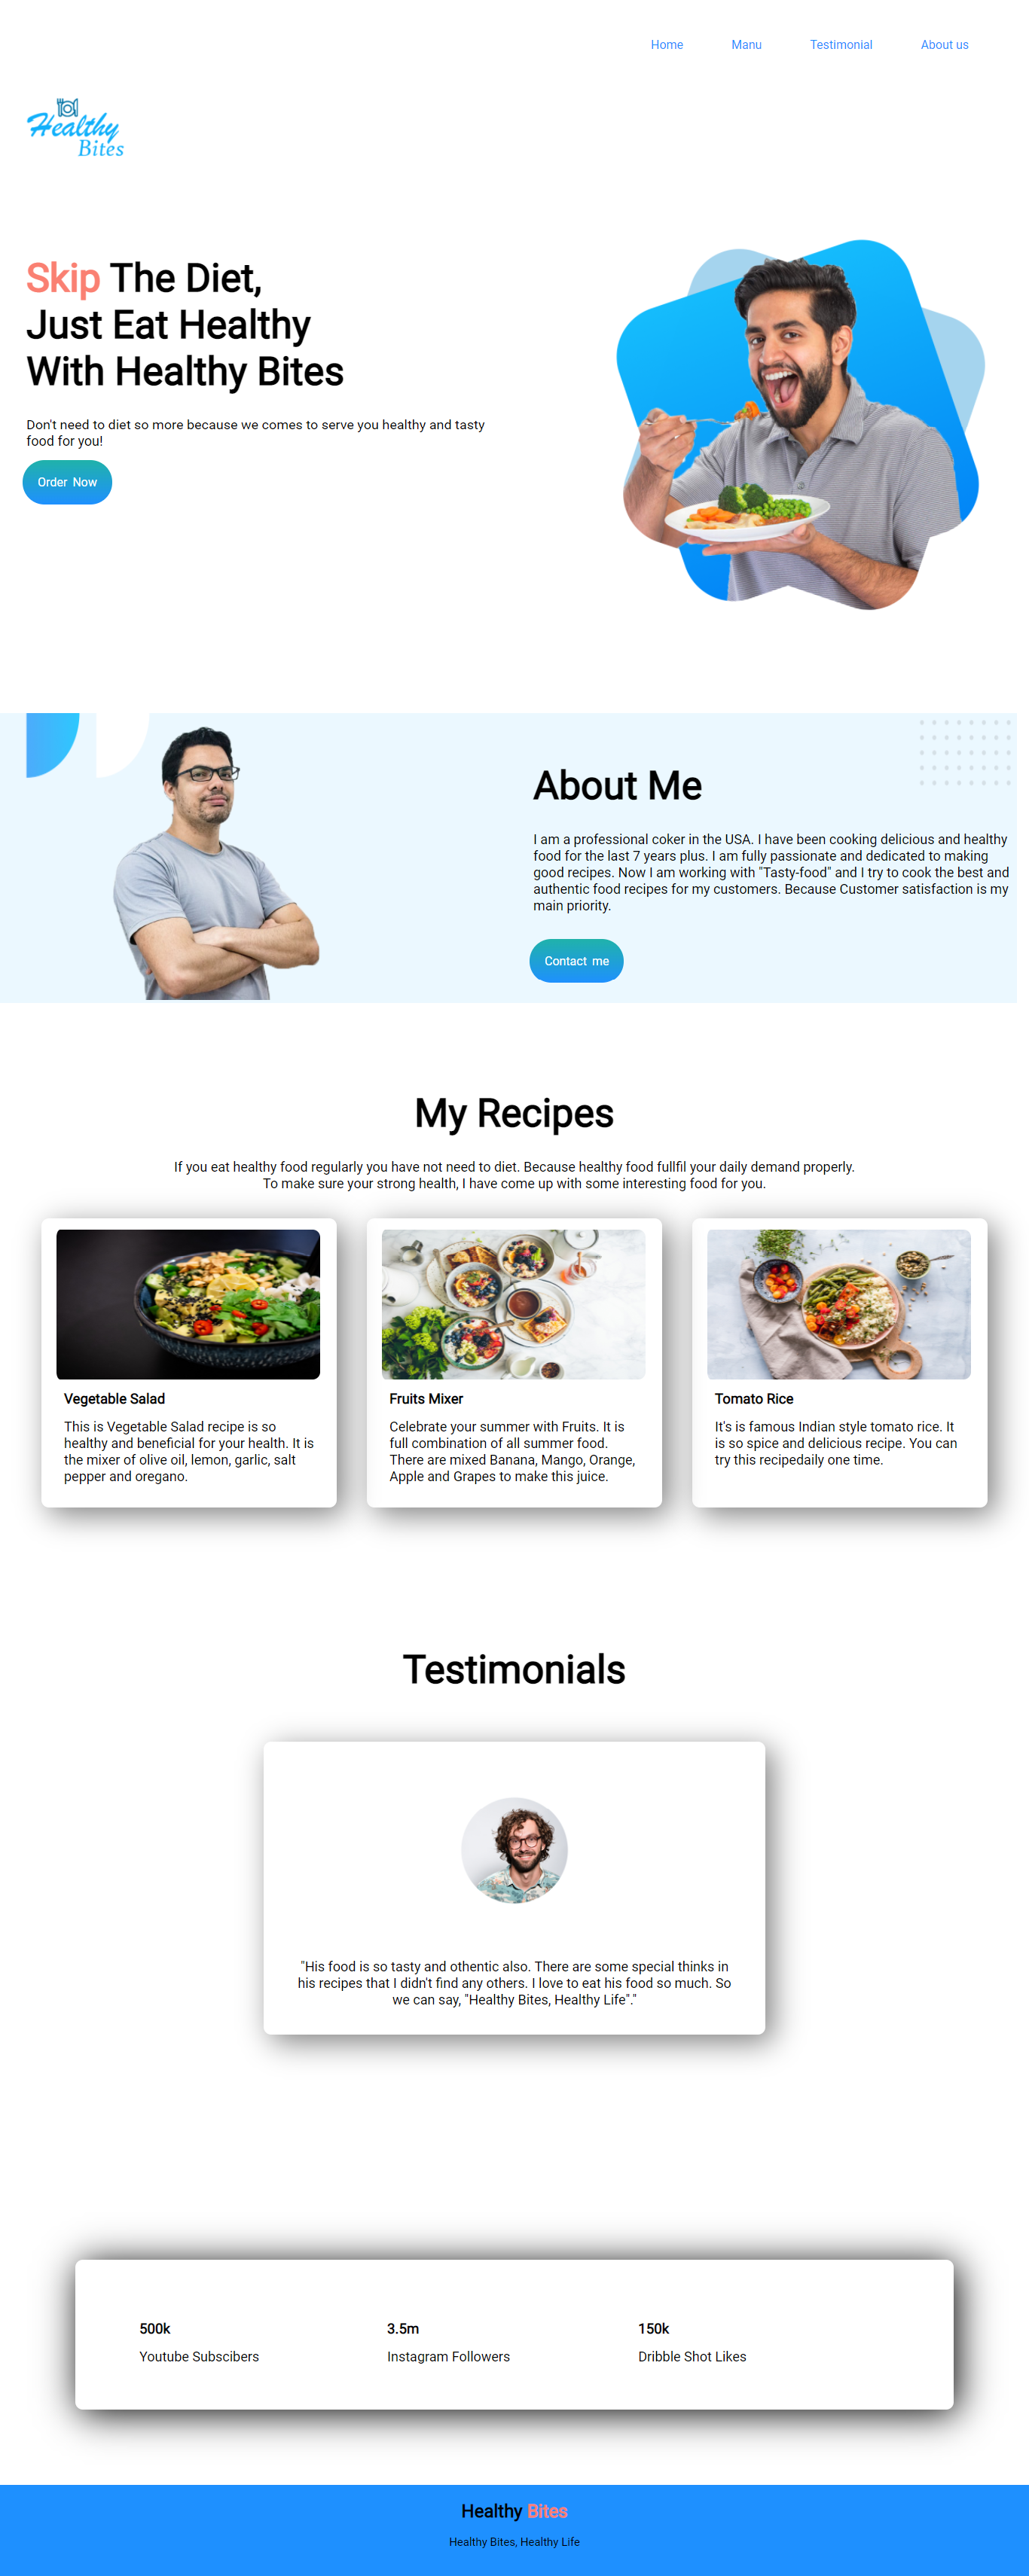 Home Manu Testimonial About us
Healthy
Bites
Skip The Diet,
Just Eat Healthy
With Healthy Bites
Don't need to diet so more because we comes to serve you healthy and tasty
food for you!
Order Now
About Me
I am a professional coker in the USA. I have been cooking delicious and healthy
food for the last 7 years plus. I am fully passionate and dedicated to making
good recipes. Now I am working with "Tasty-food" and I try to cook the best and
authentic food recipes for my customers. Because Customer satisfaction is my
main priority.
Contact me
My Recipes
If you eat healthy food regularly you have not need to diet. Because healthy food fullfil your daily demand properly.
To make sure your strong health, I have come up with some interesting food for you.
Vegetable Salad
This is Vegetable Salad recipe is so
healthy and beneficial for your health. It is
the mixer of olive oil, lemon, garlic, salt
pepper and oregano.
Fruits Mixer
Celebrate your summer with Fruits. It is
full combination of all summer food.
There are mixed Banana, Mango, Orange,
Apple and Grapes to make this juice.
Tomato Rice
It's is famous Indian style tomato rice. It
is so spice and delicious recipe. You can
try this recipedaily one time.
Testimonials
"His food is so tasty and othentic also. There are some special thinks in
his recipes that I didn't find any others. I love to eat his food so much. So
we can say, "Healthy Bites, Healthy Life"."
500k
Youtube Subscibers
3.5m
Instagram Followers
150k
Dribble Shot Likes
Healthy Bites
Healthy Bites, Healthy Life